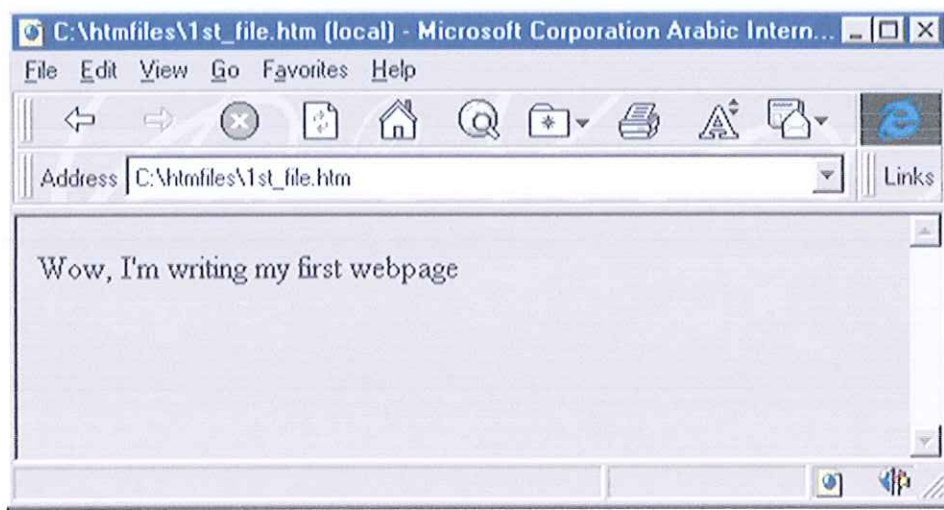 C:\htmfiles\1st_file.htm (local) - Microsoft Corporation Arabic Intern...
File Edit View Go Favorites Help
Address C:\htmfiles\1st_file.htm Links
Wow, I'm writing my first webpage